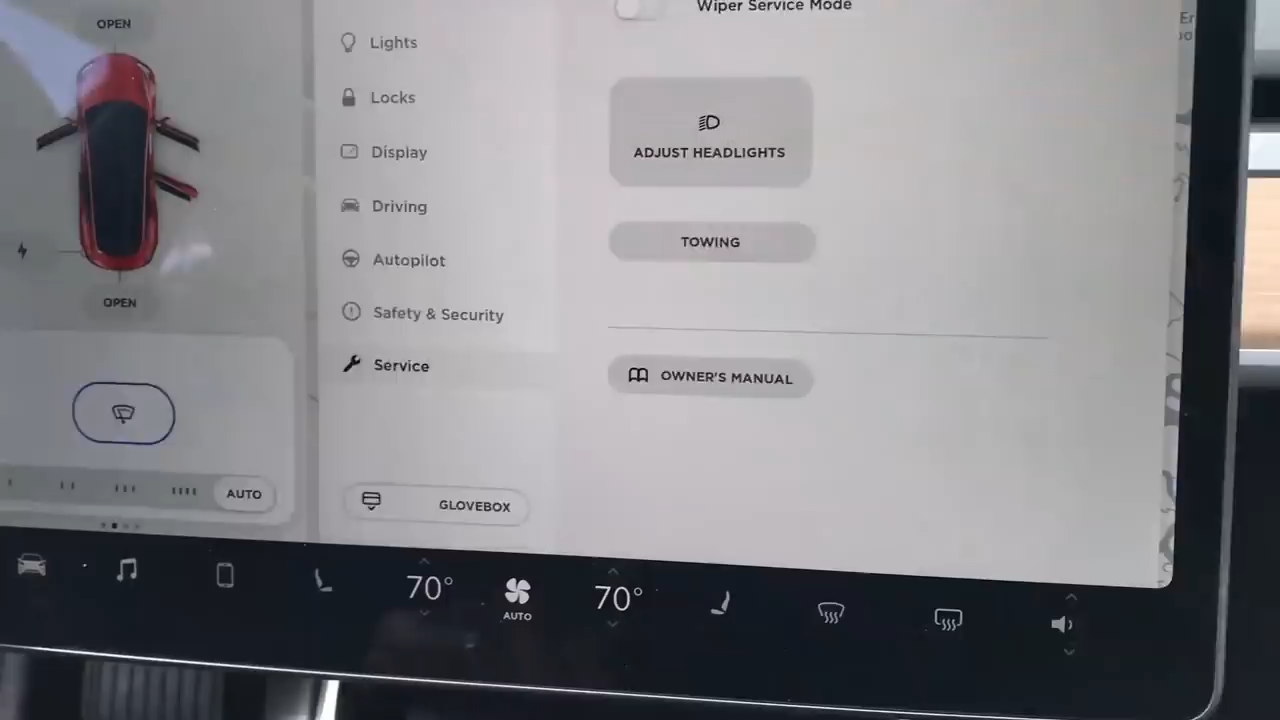 OPEN
OPEN
AUTO
Lights
Locks
Display
Driving
Autopilot
Safety & Security
Service
GLOVEBOX
Wiper Service Mode
ADJUST HEADLIGHTS
TOWING
OWNER'S MANUAL
70°
AUTO
70°